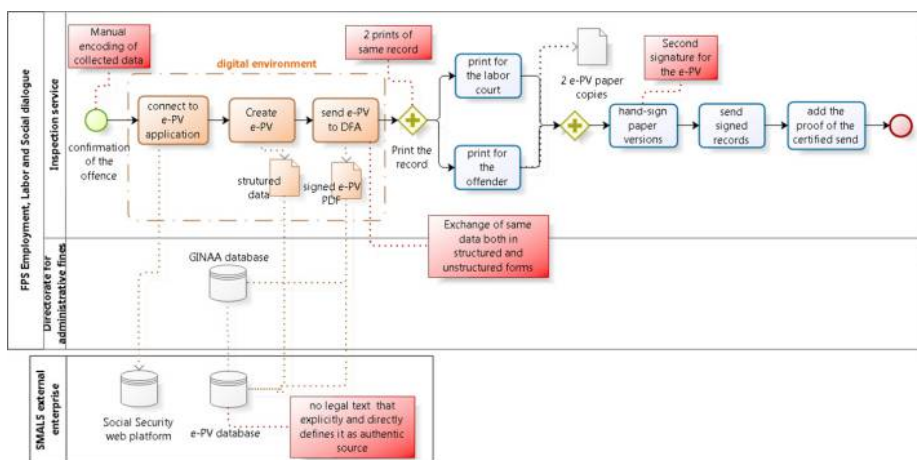 Manual
encoding of
collected data
2 prints of
same record
Second
signature for
the e-PV
digital environment
FPS Employment, Labor and Social dialogue
Inspection service
confirmation
of the
offence
connect to
e-PV
application
Create
e-PV
send e-PV
to DFA
Print the
record
print for
the labor
court
print for
the
offender
2 e-PV paper
copies
hand-sign
paper
versions
send
signed
records
add the
proof of the
certified send
strutured
data
signed e-PV
PDF
Exchange of same
data both in
structured and
unstructured forms
Directorate for
administrative fines
GINAA database
SMALS external
enterprise
Social Security
web platform
e-PV database
no legal text that
explicitly and directly
defines it as authentic
source